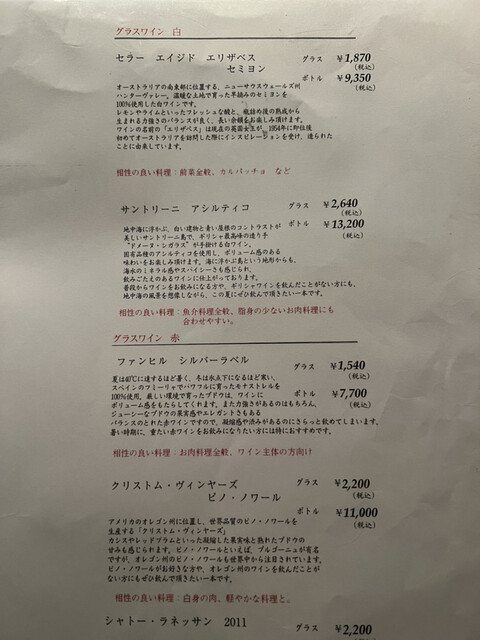 グラスワイン 白
セラー エイジド エリザベス グラス ￥1,870
(税込)
セミヨン ボトル ￥9,350
(税込)
オーストラリアの南東部に位置する、ニューサウスウェールズ州
ハンターヴァレー。温暖な土地で育った早摘みのセミヨンを
100%使用した白ワインです。
レモンやライムといったフレッシュな酸と、瓶詰め後の熟成から
生まれる力強さのバランスが良く、長い余韻をお楽しみ頂けます。
ワインの名前の「エリザベス」は現在の英国女王が、1954年に即位後
初めてオーストラリアを訪問した際にインスピレーションを受け、造られた
ことに由来しています。
相性の良い料理：前菜全般、カルパッチョ など
サントリーニ アシルティコ グラス ￥2,640
(税込)
ボトル ￥13,200
(税込)
地中海に浮かぶ、白い建物と青い屋根のコントラストが
美しいサントリーニ島で、ギリシャ最高峰の造り手
“ドメーヌ・シガラス”が手掛ける白ワイン。
固有品種のアシルティコを使用し、ボリューム感のある
味わいをお楽しみ頂けます。海に浮かぶ島という地形からも、
海水のミネラル感やスパイシーさも感じられ、
飲みごたえのあるワインに仕上がっております。
普段からワインをお飲みになる方や、ギリシャワインを飲んだことがない方にも、
地中海の風景を想像しながら、この夏にぜひ飲んで頂きたい一本です。
相性の良い料理：魚介料理全般、脂身の少ないお肉料理にも
合わせやすい。
グラスワイン 赤
ファンヒル シルバーラベル グラス ￥1,540
(税込)
ボトル ￥7,700
(税込)
夏は40℃に達するほど暑く、冬は氷点下になるほど寒い、
スペインのフミーリャでパワフルに育ったモナストレルを
100%使用。厳しい環境で育ったブドウは、ワインに
ボリューム感をもたらしてくれます。また力強さがあるのはもちろん、
ジューシーなブドウの果実感やエレガントさもある
バランスのとれた赤ワインですので、凝縮感や渋みがあるのにさらっと飲めてしまいます。
暑い時期に、重たい赤ワインをお飲みになりたい方には特におすすめです。
相性の良い料理：お肉料理全般、ワイン主体の方向け
クリストム・ヴィンヤーズ グラス ￥2,200
(税込)
ピノ・ノワール ボトル ￥11,000
(税込)
アメリカのオレゴン州に位置し、世界品質のピノ・ノワールを
生産する「クリストム・ヴィンヤーズ」
カシスやレッドプラムといった凝縮した果実味と熟れたブドウの
甘みも感じられます。ピノ・ノワールといえば、ブルゴーニュが有名
ですが、オレゴン州のピノ・ノワールも世界中から注目されています。
ピノ・ノワールがお好きな方や、オレゴン州のワインを飲んだことが
ない方にもぜひ飲んで頂きたい一本です。
相性の良い料理：白身の肉、軽やかな料理と。
シャトー・ラネッサン 2011 グラス ￥2,200
(税込)